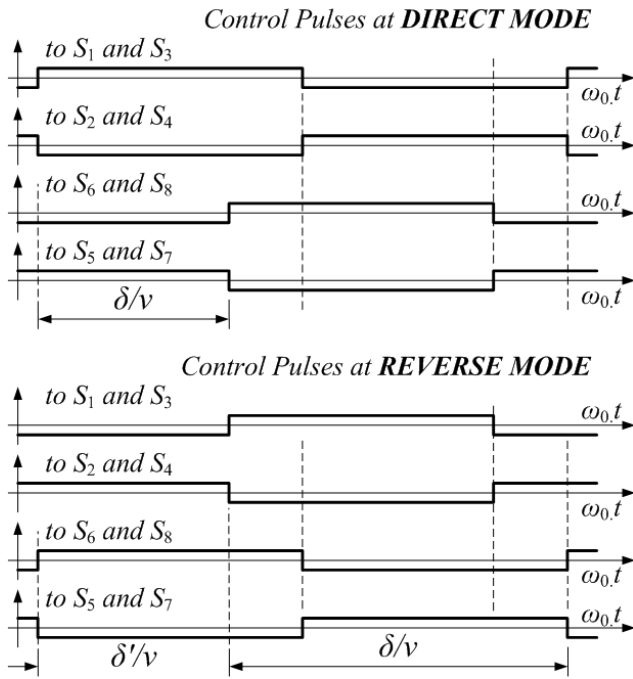 Control Pulses at DIRECT MODE
to S₁ and S₃
ω₀.t
to S₂ and S₄
ω₀.t
to S₆ and S₈
ω₀.t
to S₅ and S₇
ω₀.t
δ/ν
Control Pulses at REVERSE MODE
to S₁ and S₃
ω₀.t
to S₂ and S₄
ω₀.t
to S₆ and S₈
ω₀.t
to S₅ and S₇
ω₀.t
δ'/ν δ/ν